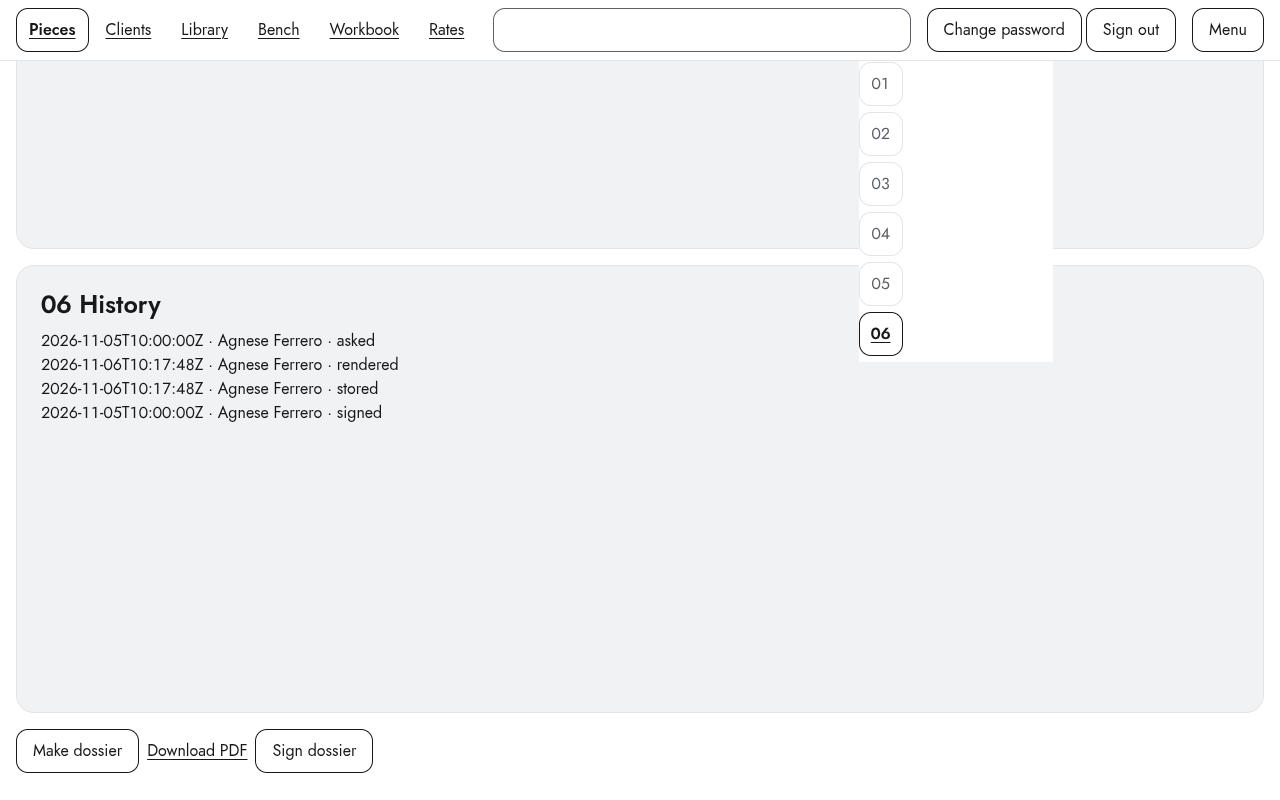 Pieces Clients Library Bench Workbook Rates Change password Sign out Menu
01
02
03
04
05
06
06 History
2026-11-05T10:00:00Z · Agnese Ferrero · asked
2026-11-06T10:17:48Z · Agnese Ferrero · rendered
2026-11-06T10:17:48Z · Agnese Ferrero · stored
2026-11-05T10:00:00Z · Agnese Ferrero · signed
Make dossier Download PDF Sign dossier